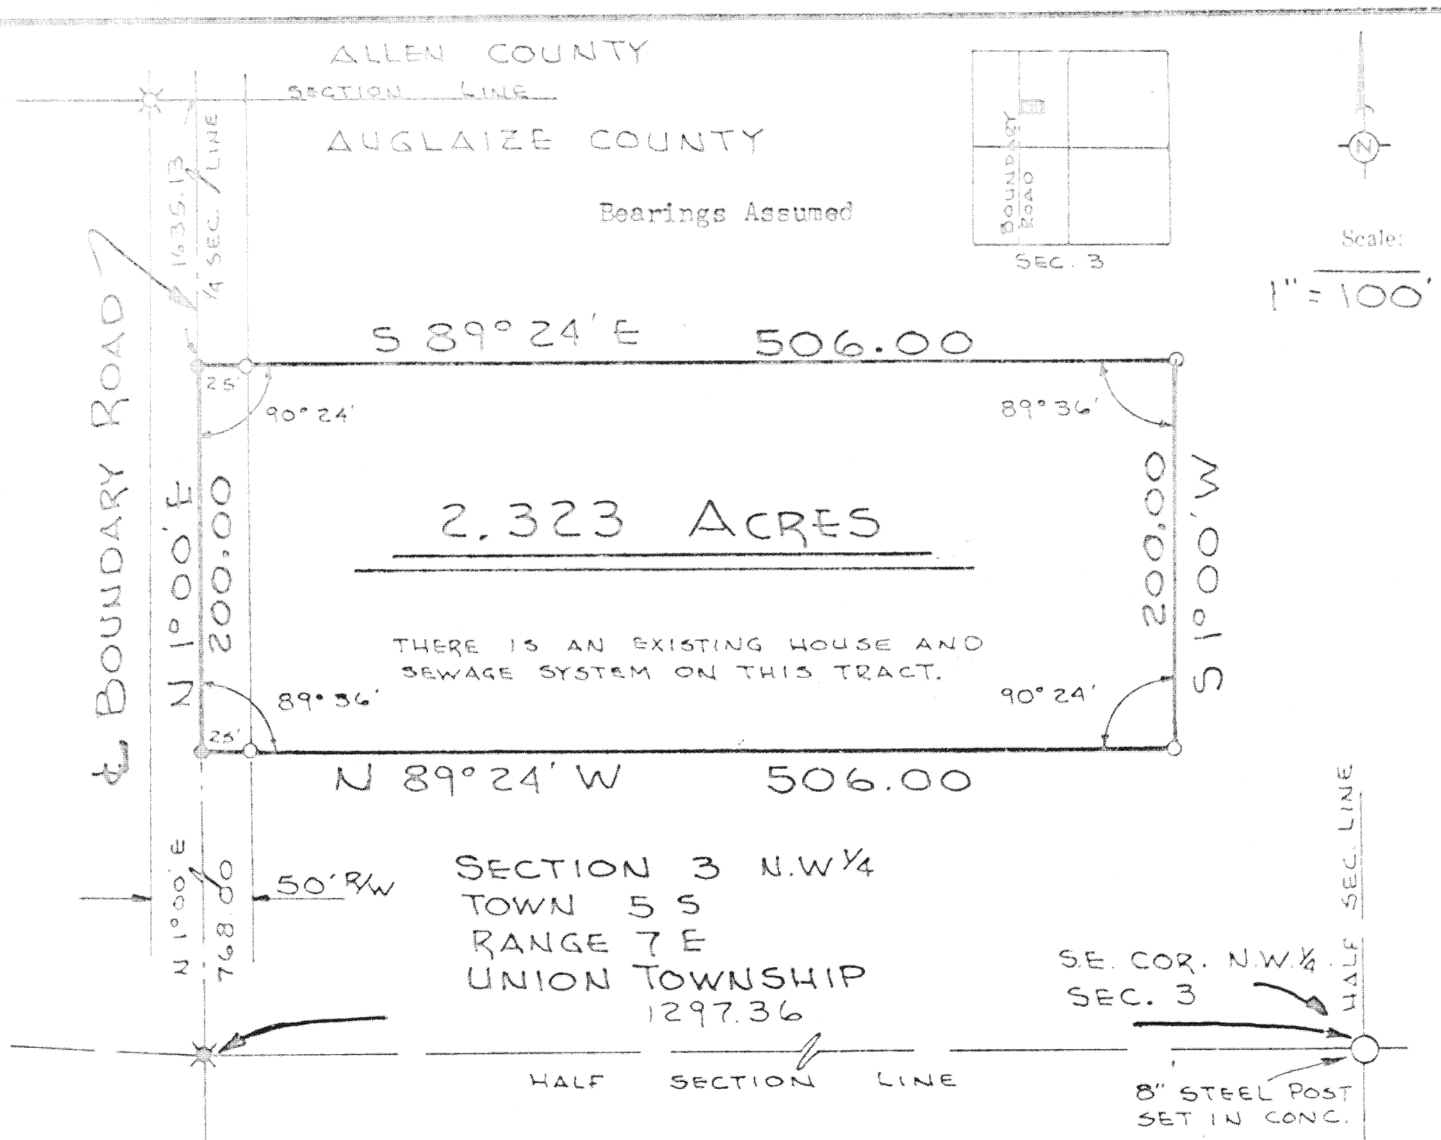 ALLEN COUNTY
SECTION LINE
AUGLAIZE COUNTY
Bearings Assumed
BOUNDARY
ROAD
SEC. 3
N
Scale:
1" = 100'
1635.13
¼ SEC. LINE
S 89° 24' E 506.00
25'
90° 24'
89° 36'
℄ BOUNDARY ROAD
N 1° 00' E
200.00
2.323 ACRES
200.00
S 1° 00' W
THERE IS AN EXISTING HOUSE AND
SEWAGE SYSTEM ON THIS TRACT.
89° 36'
90° 24'
25'
N 89° 24' W 506.00
N 1° 00' E
768.00
50' R/W
SECTION 3 N.W ¼
TOWN 5 S
RANGE 7 E
UNION TOWNSHIP
1297.36
S.E. COR. N.W. ¼
SEC. 3
HALF SEC. LINE
HALF SECTION LINE
8" STEEL POST
SET IN CONC.